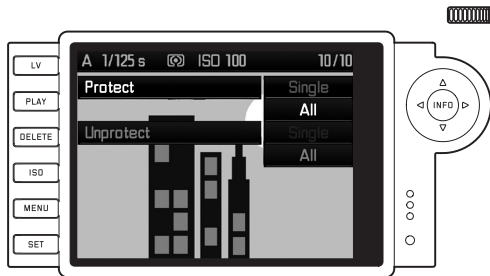 LV
PLAY
DELETE
ISO
MENU
SET
A 1/125 s ISO 100 10/10
Protect Single
All
Unprotect Single
All
INFO